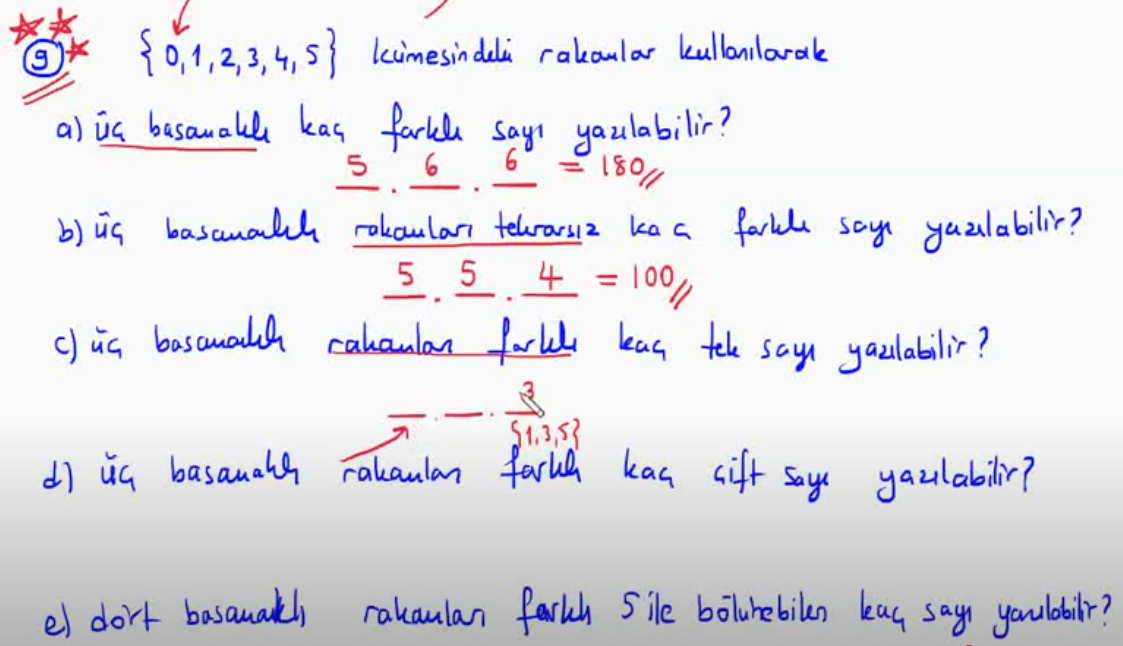 9 {0,1,2,3,4,5} kümesindeki rakamlar kullanılarak
a) üç basamaklı kaç farklı sayı yazılabilir?
5 . 6 . 6 = 180
b) üç basamaklı rakamları tekrarsız kaç farklı sayı yazılabilir?
5 . 5 . 4 = 100
c) üç basamaklı rakamları farklı kaç tek sayı yazılabilir?
3
{1,3,5}
d) üç basamaklı rakamları farklı kaç çift sayı yazılabilir?
e) dört basamaklı rakamları farklı 5 ile bölünebilen kaç sayı yazılabilir?